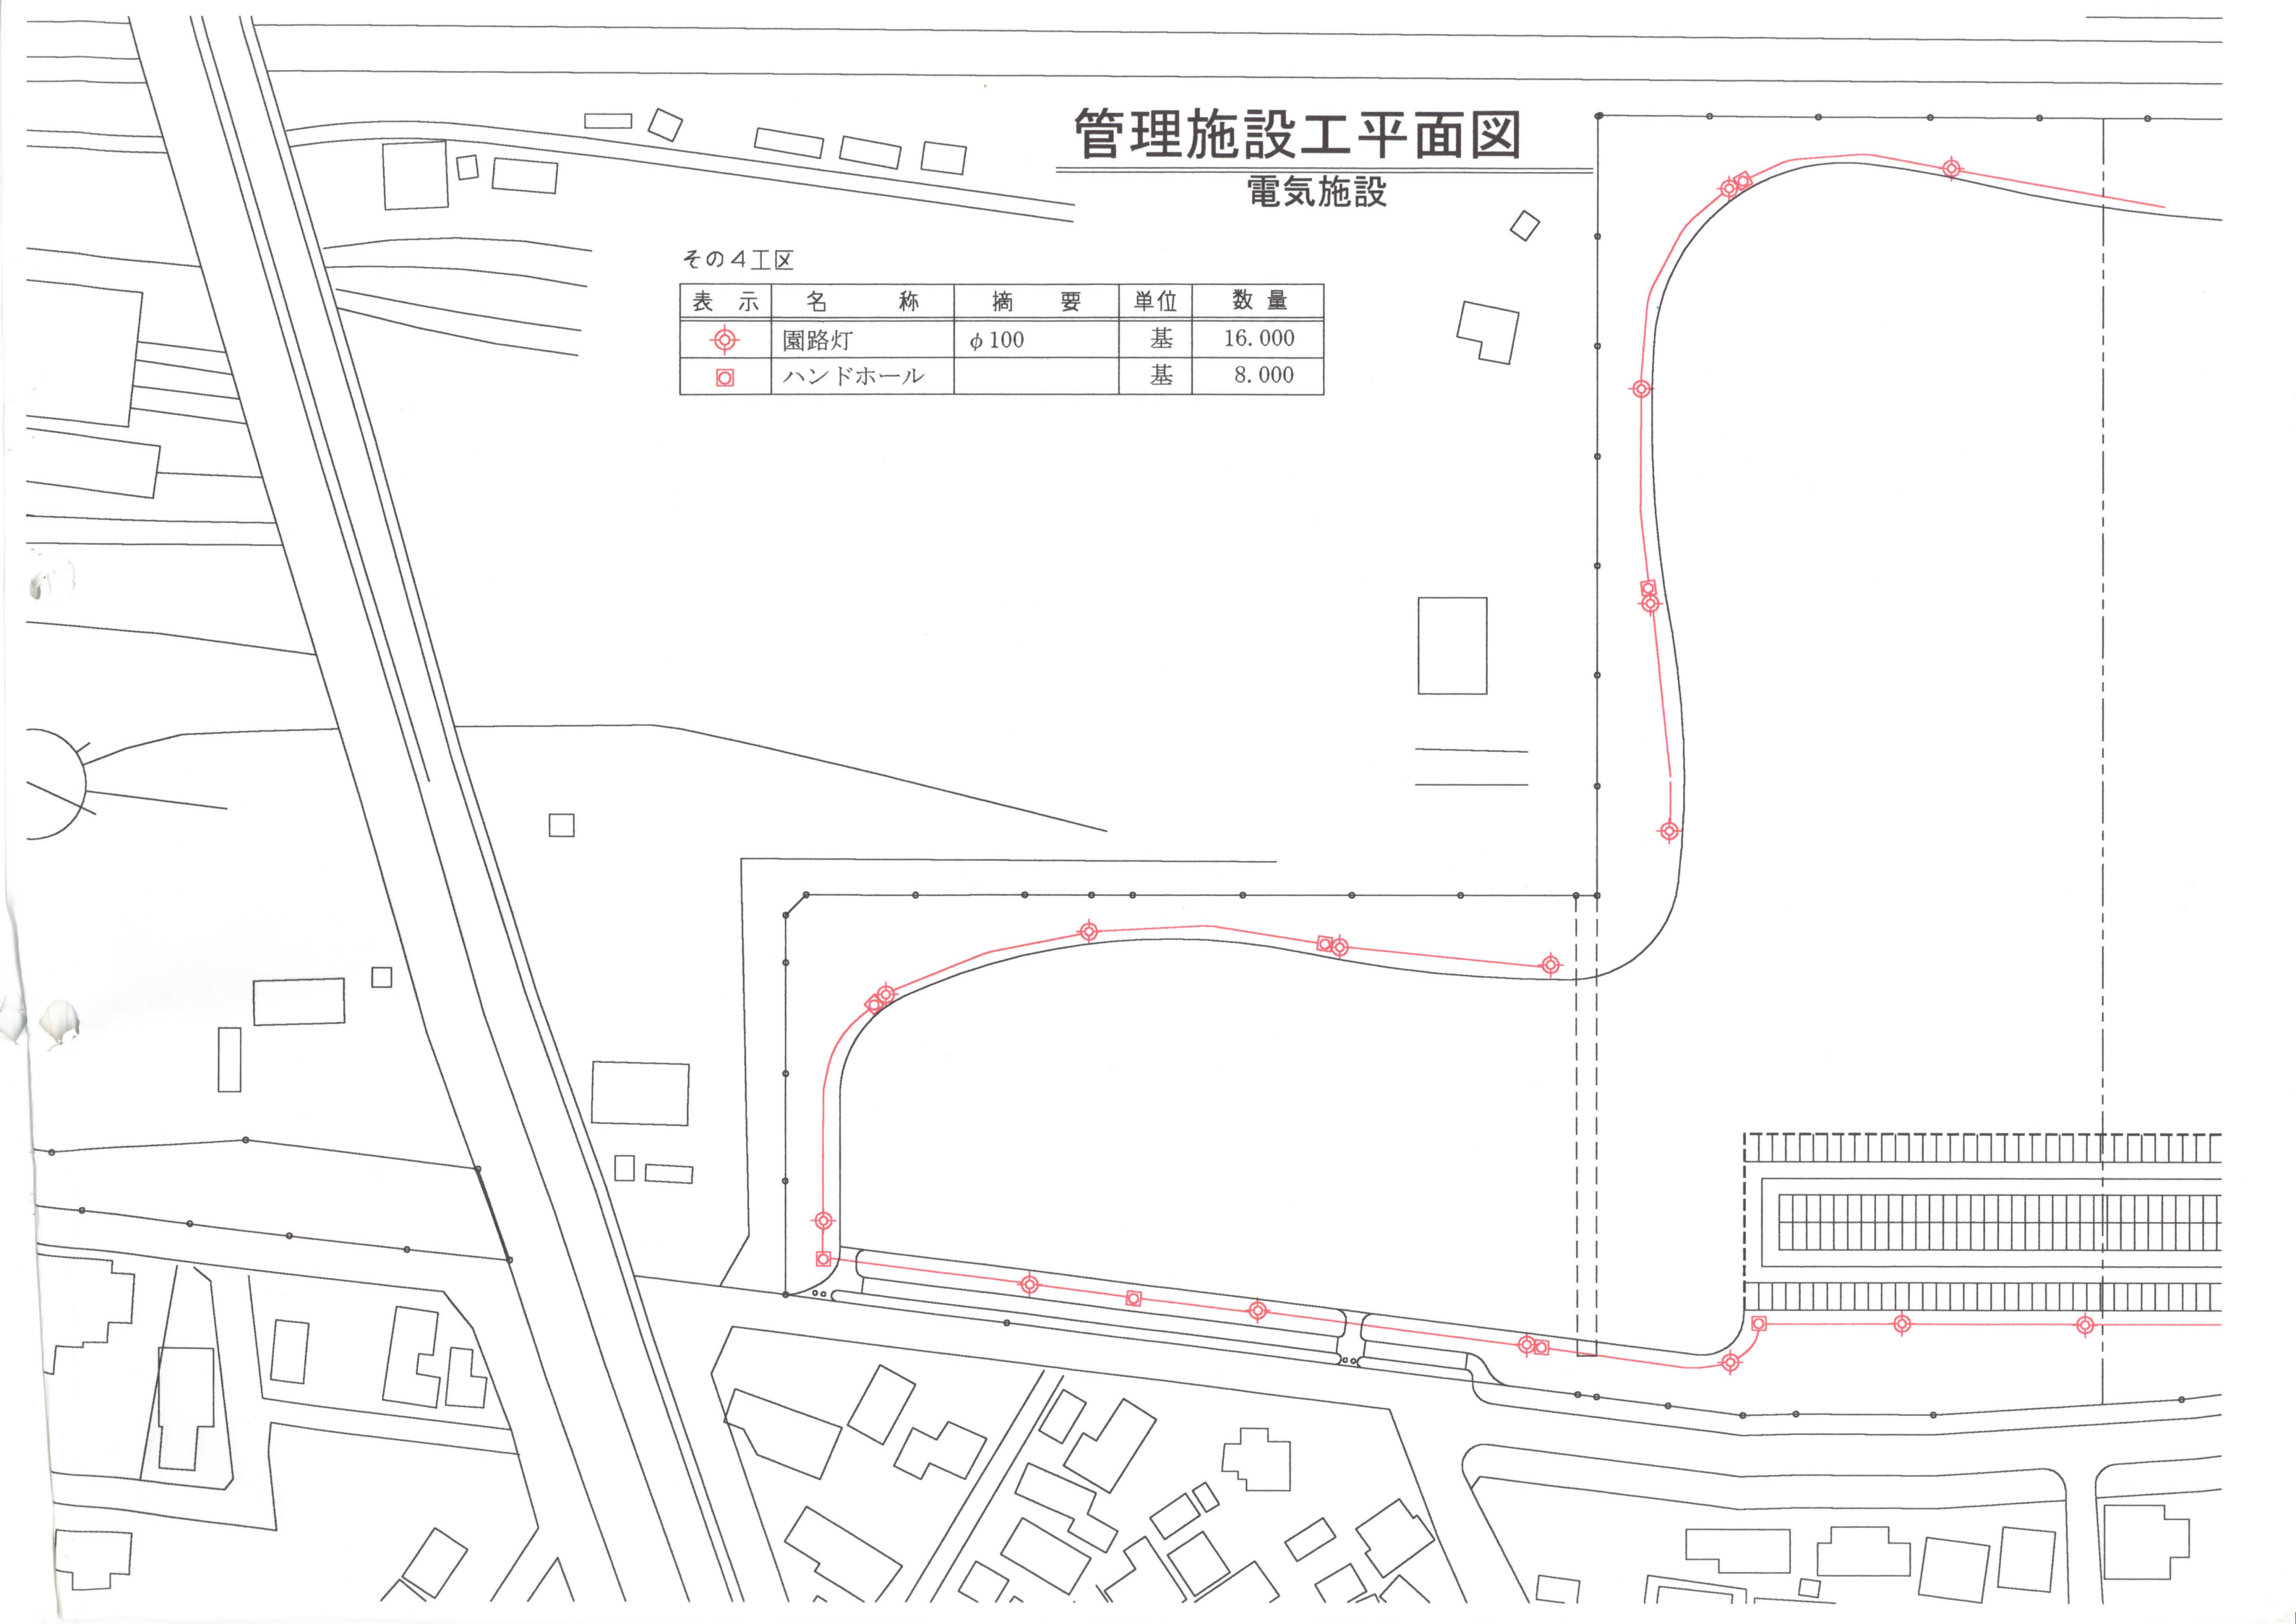 管理施設工平面図
電気施設
その4工区
表 示 名 称 摘 要 単位 数 量
園路灯 φ100 基 16.000
ハンドホール 基 8.000